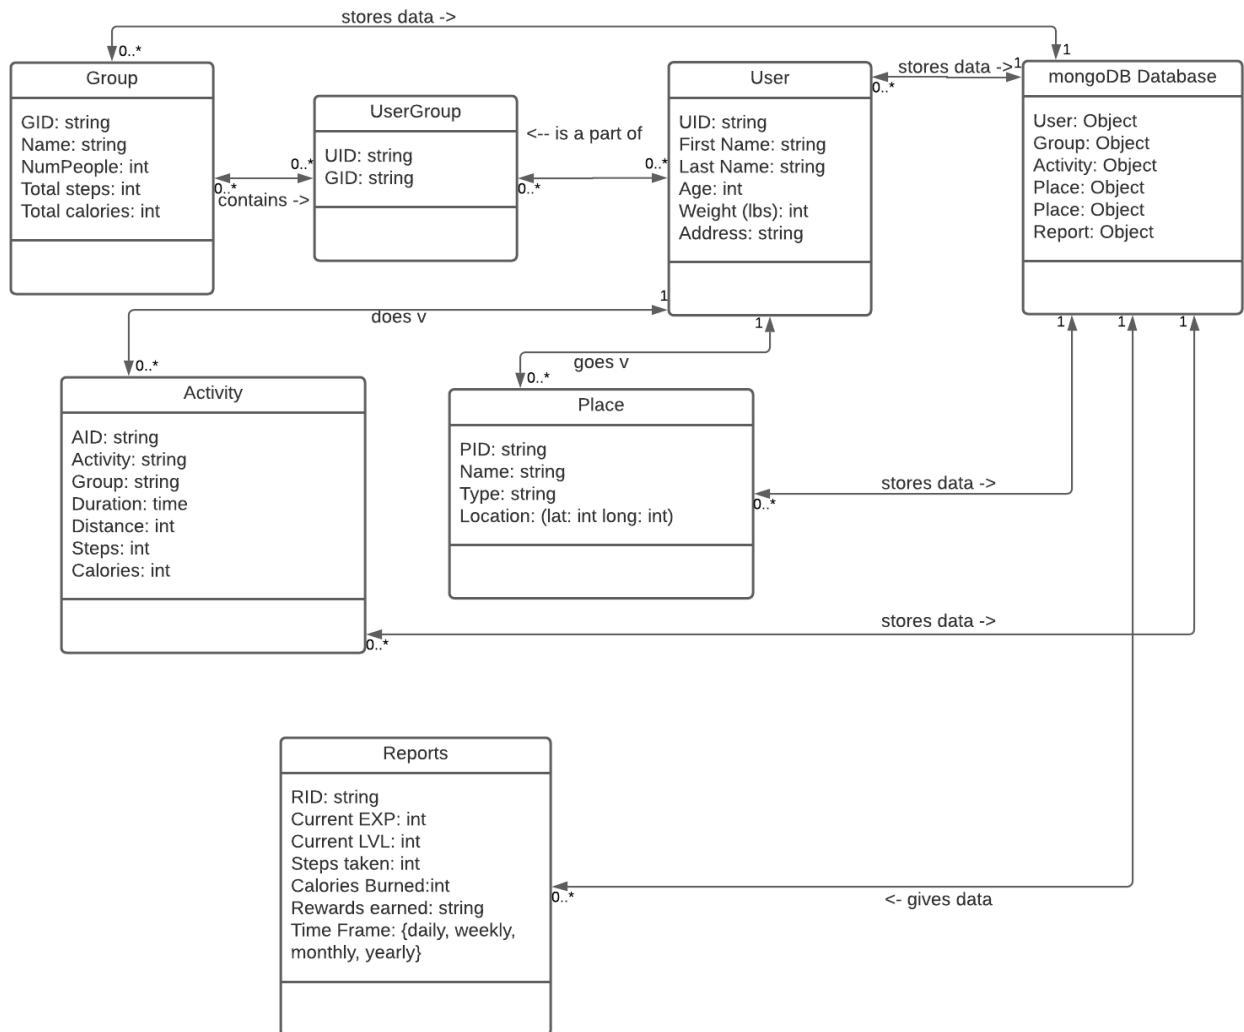 stores data ->
0..*
1
Group
GID: string
Name: string
NumPeople: int
Total steps: int
Total calories: int
0..*
contains ->
0..*
UserGroup
UID: string
GID: string
<-- is a part of
0..*
0..*
User
UID: string
First Name: string
Last Name: string
Age: int
Weight (lbs): int
Address: string
stores data ->
0..*
1
mongoDB Database
User: Object
Group: Object
Activity: Object
Place: Object
Place: Object
Report: Object
1
does v
0..*
1
goes v
0..*
1
1
1
Activity
AID: string
Activity: string
Group: string
Duration: time
Distance: int
Steps: int
Calories: int
Place
PID: string
Name: string
Type: string
Location: (lat: int long: int)
stores data ->
0..*
stores data ->
0..*
Reports
RID: string
Current EXP: int
Current LVL: int
Steps taken: int
Calories Burned:int
Rewards earned: string
Time Frame: {daily, weekly,
monthly, yearly}
0..*
<- gives data